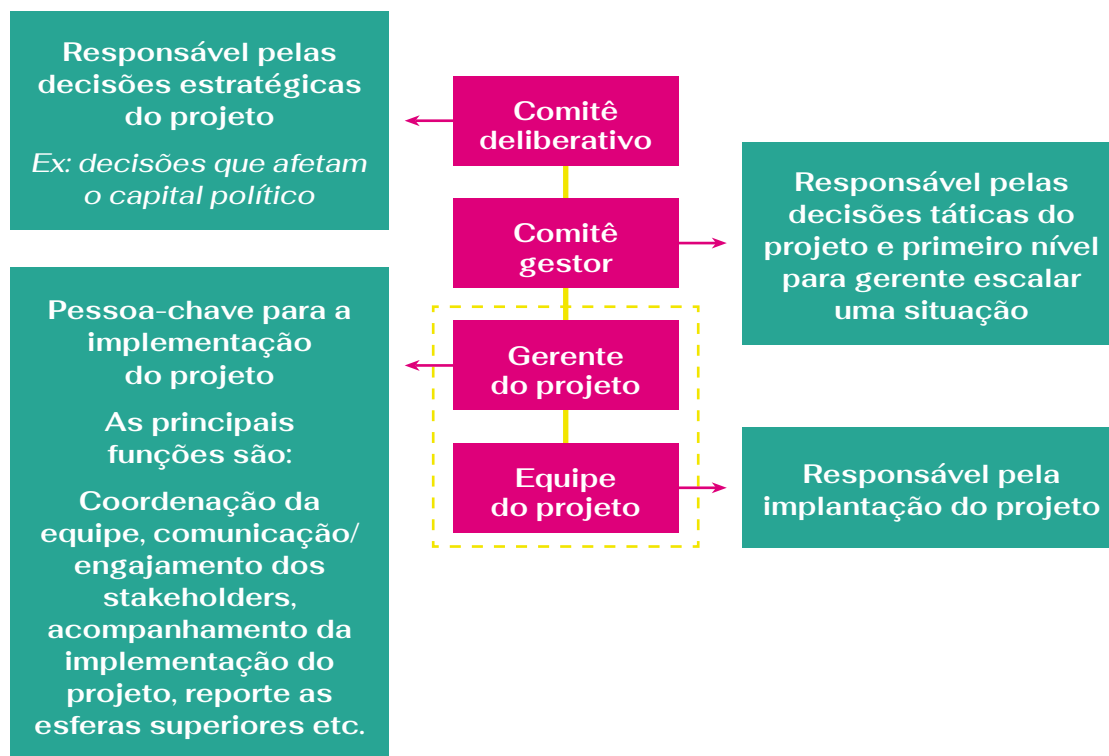 Responsável pelas
decisões estratégicas
do projeto
Ex: decisões que afetam
o capital político
Comitê
deliberativo
Comitê
gestor
Responsável pelas
decisões táticas do
projeto e primeiro nível
para gerente escalar
uma situação
Pessoa-chave para a
implementação
do projeto
As principais
funções são:
Coordenação da
equipe, comunicação/
engajamento dos
stakeholders,
acompanhamento da
implementação do
projeto, reporte as
esferas superiores etc.
Gerente
do projeto
Equipe
do projeto
Responsável pela
implantação do projeto